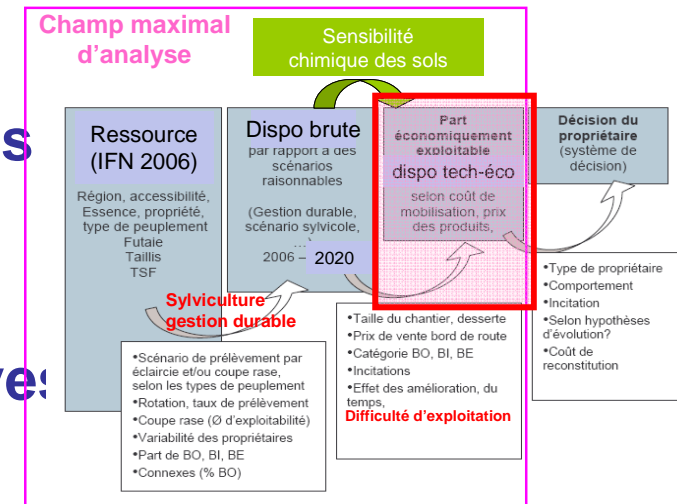 Champ maximal
d'analyse
Sensibilité
chimique des sols
s
Ressource
(IFN 2006)
Région, accessibilité,
Essence, propriété,
type de peuplement
Futaie
Taillis
TSF
Dispo brute
par rapport à des
scénarios
raisonnables
(Gestion durable,
scénario sylvicole,
…)
2006 – 2020
Part
économiquement
exploitable
dispo tech-éco
selon coût de
mobilisation, prix
des produits,
Décision du
propriétaire
(système de
décision)
Sylviculture
gestion durable
ves
•Scénario de prélèvement par
éclaircie et/ou coupe rase,
selon les types de peuplement
•Rotation, taux de prélèvement
•Coupe rase (Ø d'exploitabilité)
•Variabilité des propriétaires
•Part de BO, BI, BE
•Connexes (% BO)
•Taille du chantier, desserte
•Prix de vente bord de route
•Catégorie BO, BI, BE
•Incitations
•Effet des amélioration, du
temps,
Difficulté d'exploitation
•Type de propriétaire
•Comportement
•Incitation
•Selon hypothèses
d'évolution?
•Coût de
reconstitution